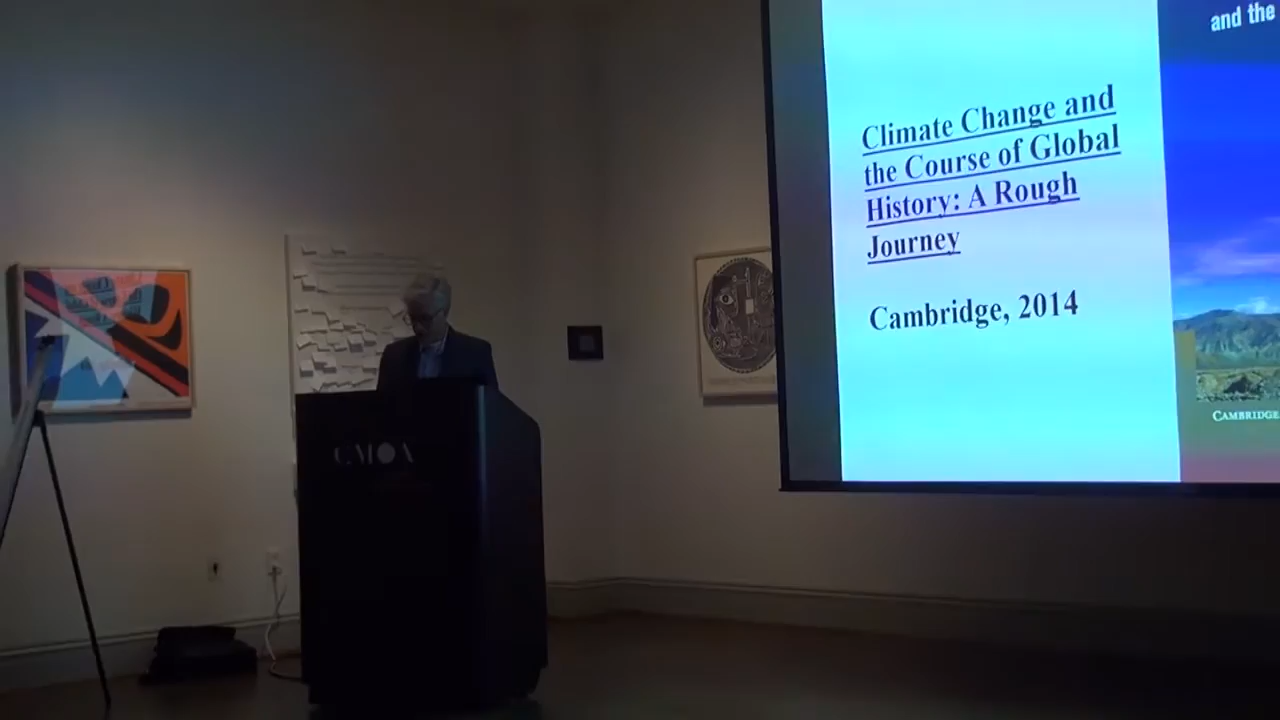 and the
Climate Change and
the Course of Global
History: A Rough
Journey
Cambridge, 2014
CAMBRIDGE
CMOA